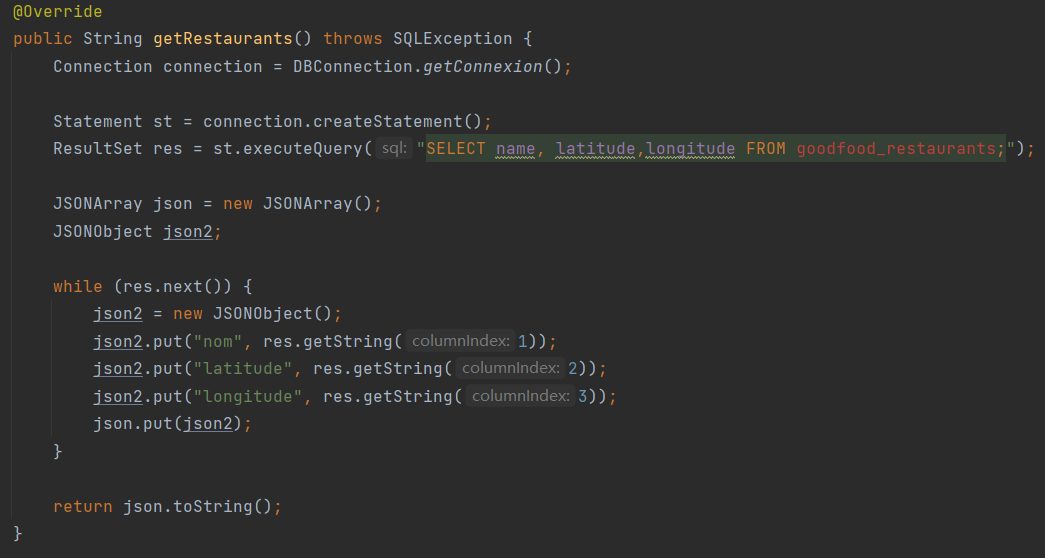 @Override
public String getRestaurants() throws SQLException {
Connection connection = DBConnection.getConnexion();
Statement st = connection.createStatement();
ResultSet res = st.executeQuery( sql: "SELECT name, latitude,longitude FROM goodfood_restaurants;");
JSONArray json = new JSONArray();
JSONObject json2;
while (res.next()) {
json2 = new JSONObject();
json2.put("nom", res.getString( columnIndex: 1));
json2.put("latitude", res.getString( columnIndex: 2));
json2.put("longitude", res.getString( columnIndex: 3));
json.put(json2);
}
return json.toString();
}